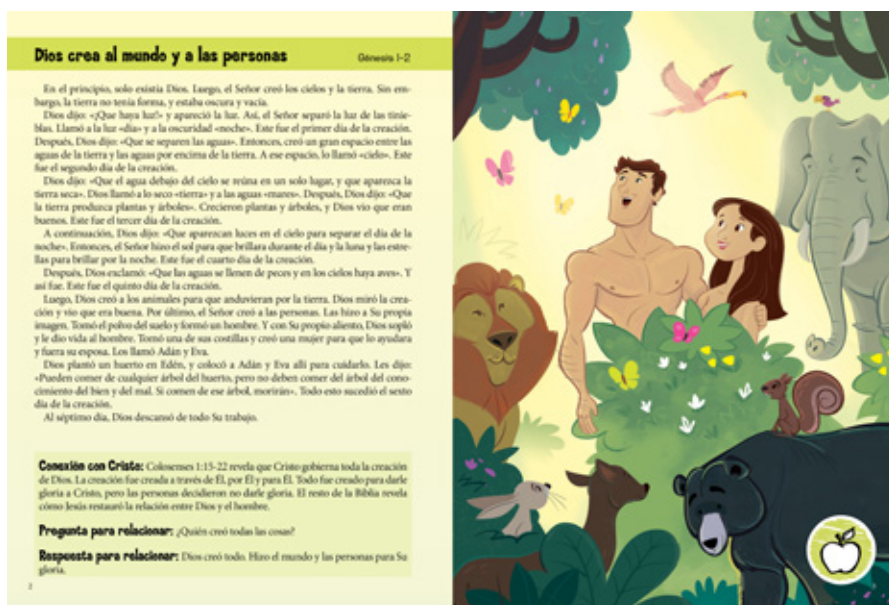 Dios crea al mundo y a las personas
Génesis 1-2
En el principio, solo existía Dios. Luego, el Señor creó los cielos y la tierra. Sin em-
bargo, la tierra no tenía forma, y estaba oscura y vacía.
Dios dijo: «¡Que haya luz!» y apareció la luz. Así, el Señor separó la luz de las tinie-
blas. Llamó a la luz «día» y a la oscuridad «noche». Este fue el primer día de la creación.
Después, Dios dijo: «Que se separen las aguas». Entonces, creó un gran espacio entre las
aguas de la tierra y las aguas por encima de la tierra. A ese espacio, lo llamó «cielo». Este
fue el segundo día de la creación.
Dios dijo: «Que el agua debajo del cielo se reúna en un solo lugar, y que aparezca la
tierra seca». Dios llamó a lo seco «tierra» y a las aguas «mares». Después, Dios dijo: «Que
la tierra produzca plantas y árboles». Crecieron plantas y árboles, y Dios vio que eran
buenos. Este fue el tercer día de la creación.
A continuación, Dios dijo: «Que aparezcan luces en el cielo para separar el día de la
noche». Entonces, el Señor hizo el sol para que brillara durante el día y la luna y las estre-
llas para brillar por la noche. Este fue el cuarto día de la creación.
Después, Dios exclamó: «Que las aguas se llenen de peces y en los cielos haya aves». Y
así fue. Este fue el quinto día de la creación.
Luego, Dios creó a los animales para que anduvieran por la tierra. Dios miró la crea-
ción y vio que era buena. Por último, el Señor creó a las personas. Las hizo a Su propia
imagen. Tomó el polvo del suelo y formó un hombre. Y con Su propio aliento, Dios sopló
y le dio vida al hombre. Tomó una de sus costillas y creó una mujer para que lo ayudara
y fuera su esposa. Los llamó Adán y Eva.
Dios plantó un huerto en Edén, y colocó a Adán y Eva allí para cuidarlo. Les dijo:
«Pueden comer de cualquier árbol del huerto, pero no deben comer del árbol del cono-
cimiento del bien y del mal. Si comen de ese árbol, morirán». Todo esto sucedió el sexto
día de la creación.
Al séptimo día, Dios descansó de todo Su trabajo.
Conexión con Cristo: Colosenses 1:15-22 revela que Cristo gobierna toda la creación
de Dios. La creación fue creada a través de Él, por Él y para Él. Todo fue creado para darle
gloria a Cristo, pero las personas decidieron no darle gloria. El resto de la Biblia revela
cómo Jesús restauró la relación entre Dios y el hombre.
Pregunta para relacionar: ¿Quién creó todas las cosas?
Respuesta para relacionar: Dios creó todo. Hizo el mundo y las personas para Su
gloria.
2